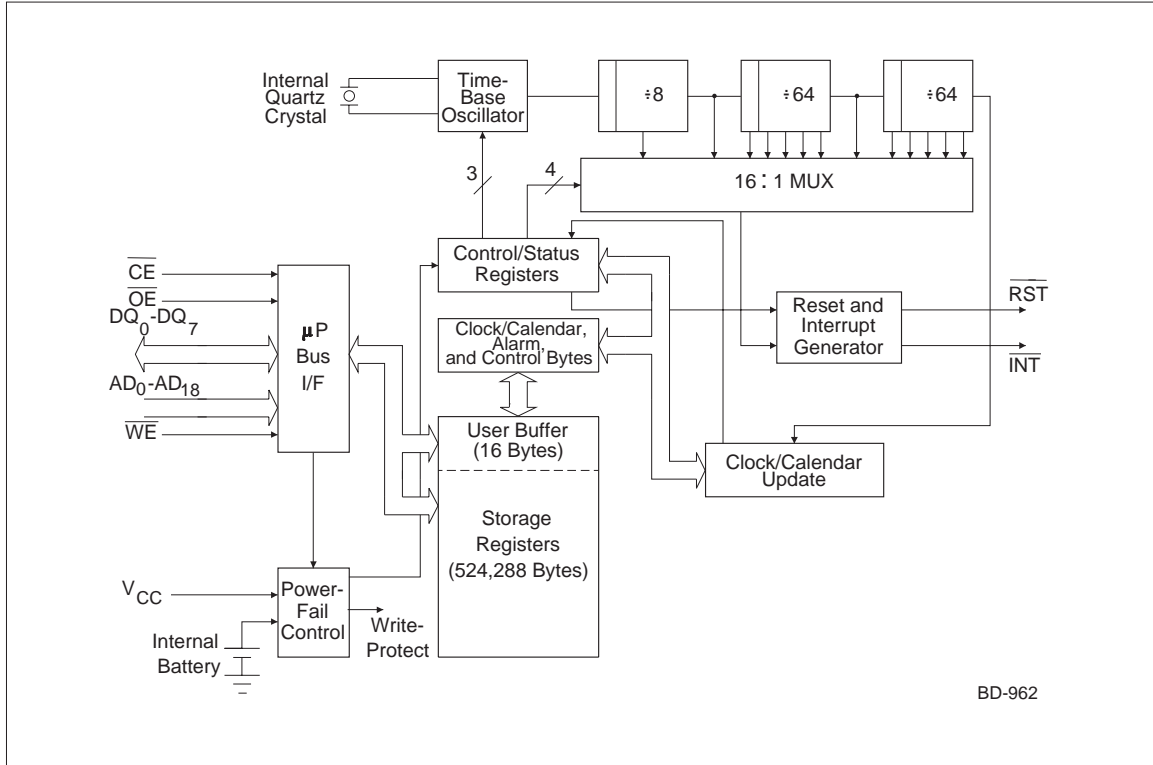 Internal
Quartz
Crystal
Time-
Base
Oscillator
÷8
÷64
÷64
3
4
16 : 1 MUX
Control/Status
Registers
CE
OE
DQ0-DQ7
AD0-AD18
WE
µP
Bus
I/F
Clock/Calendar,
Alarm,
and Control Bytes
Reset and
Interrupt
Generator
RST
INT
User Buffer
(16 Bytes)
Clock/Calendar
Update
Storage
Registers
(524,288 Bytes)
VCC
Power-
Fail
Control
Write-
Protect
Internal
Battery
BD-962